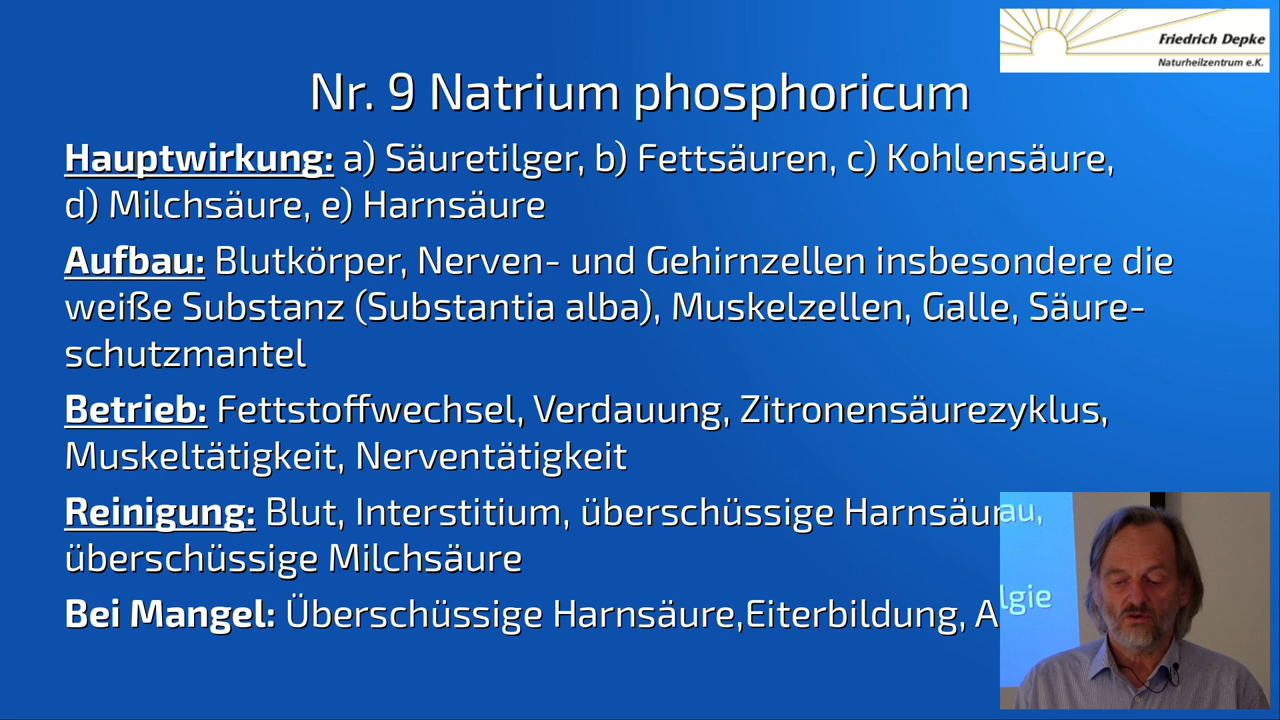 Friedrich Depke
Naturheilzentrum e.K.
Nr. 9 Natrium phosphoricum
Hauptwirkung: a) Säuretilger, b) Fettsäuren, c) Kohlensäure,
d) Milchsäure, e) Harnsäure
Aufbau: Blutkörper, Nerven- und Gehirnzellen insbesondere die
weiße Substanz (Substantia alba), Muskelzellen, Galle, Säure-
schutzmantel
Betrieb: Fettstoffwechsel, Verdauung, Zitronensäurezyklus,
Muskeltätigkeit, Nerventätigkeit
Reinigung: Blut, Interstitium, überschüssige
überschüssige Milchsäure
Bei Mangel: Überschüssige Harnsäure,Eiterbildung,